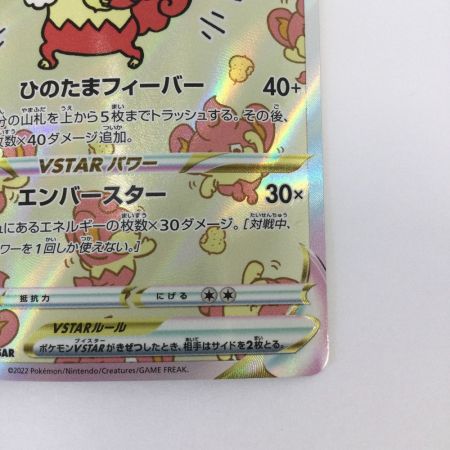 ひのたまフィーバー 40+
分の山札を上から5枚までトラッシュする。その後、
枚数×40ダメージ追加。
VSTARパワー
エンバースター 30×
にあるエネルギーの枚数×30ダメージ。[対戦中、
ワーを1回しか使えない。]
抵抗力 にげる
VSTARルール
ポケモンVSTARがきぜつしたとき、相手はサイドを2枚とる。
SAR
©2022 Pokémon/Nintendo/Creatures/GAME FREAK.